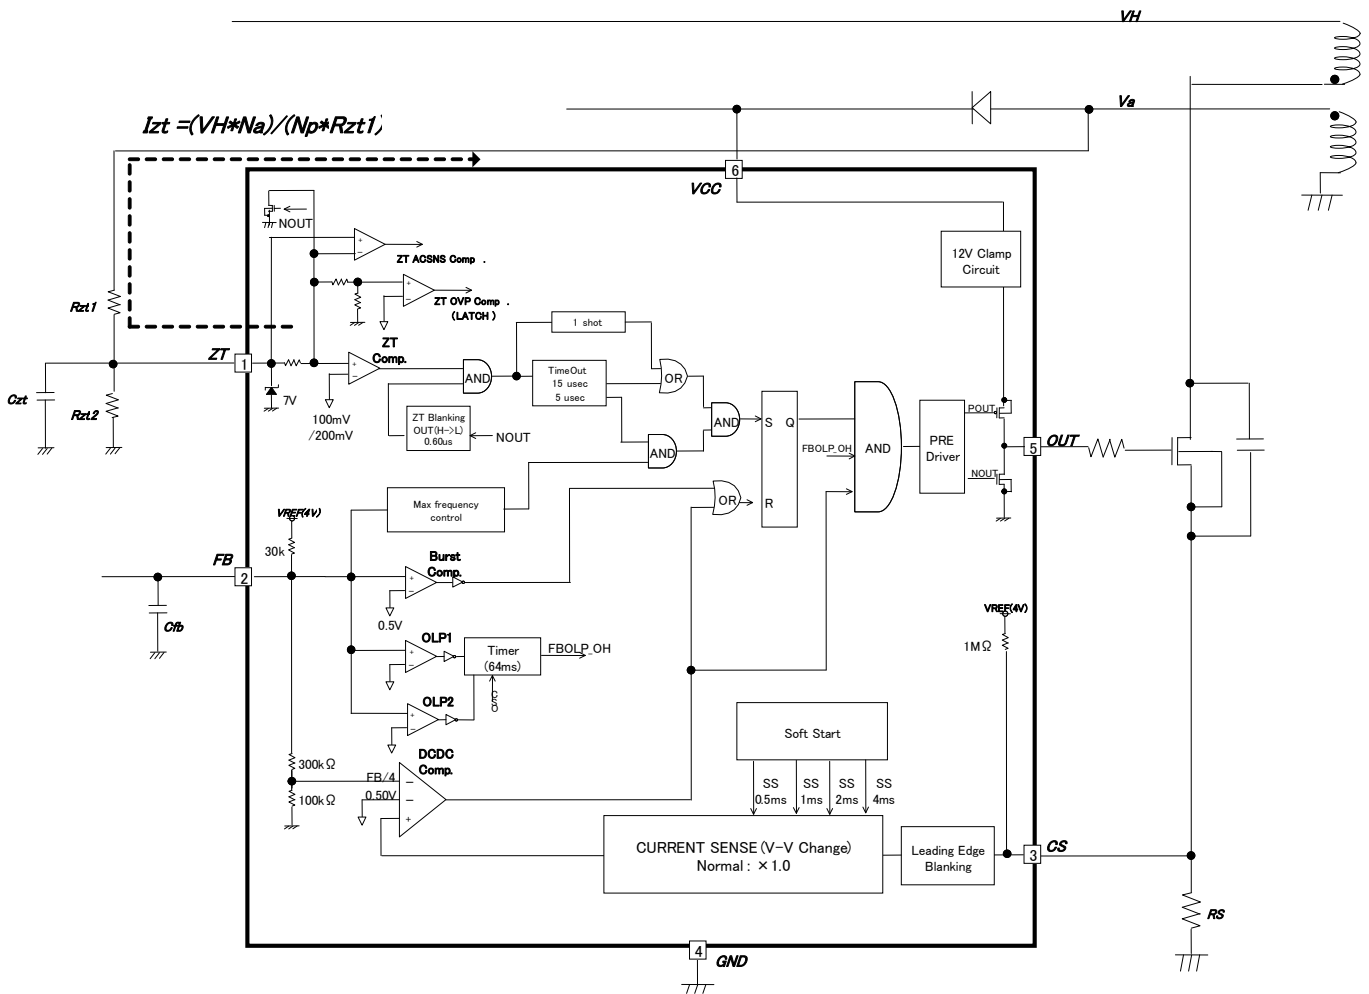 VH
Va
Izt =(VH*Na)/(Np*Rzt1)
6
VCC
NOUT
12V Clamp
Circuit
ZT ACSNS Comp .
ZT OVP Comp .
(LATCH)
Rzt1
1 shot
ZT
1
ZT
Comp.
TimeOut
15 usec
5 usec
OR
AND
7V
Czt
Rzt2
100mV
/200mV
ZT Blanking
OUT(H->L)
0.60us
NOUT
AND
AND
S Q
R
FBOLP_OH
AND
PRE
Driver
POUT
NOUT
5
OUT
Max frequency
control
OR
VREF(4V)
30k
FB
2
Burst
Comp.
0.5V
Cfb
OLP1
Timer
(64ms)
FBOLP_OH
CSO
OLP2
VREF(4V)
1MΩ
DCDC
Comp.
300kΩ
FB/4
0.50V
100kΩ
Soft Start
SS
0.5ms
SS
1ms
SS
2ms
SS
4ms
CURRENT SENSE (V-V Change)
Normal : ×1.0
Leading Edge
Blanking
3
CS
RS
4
GND